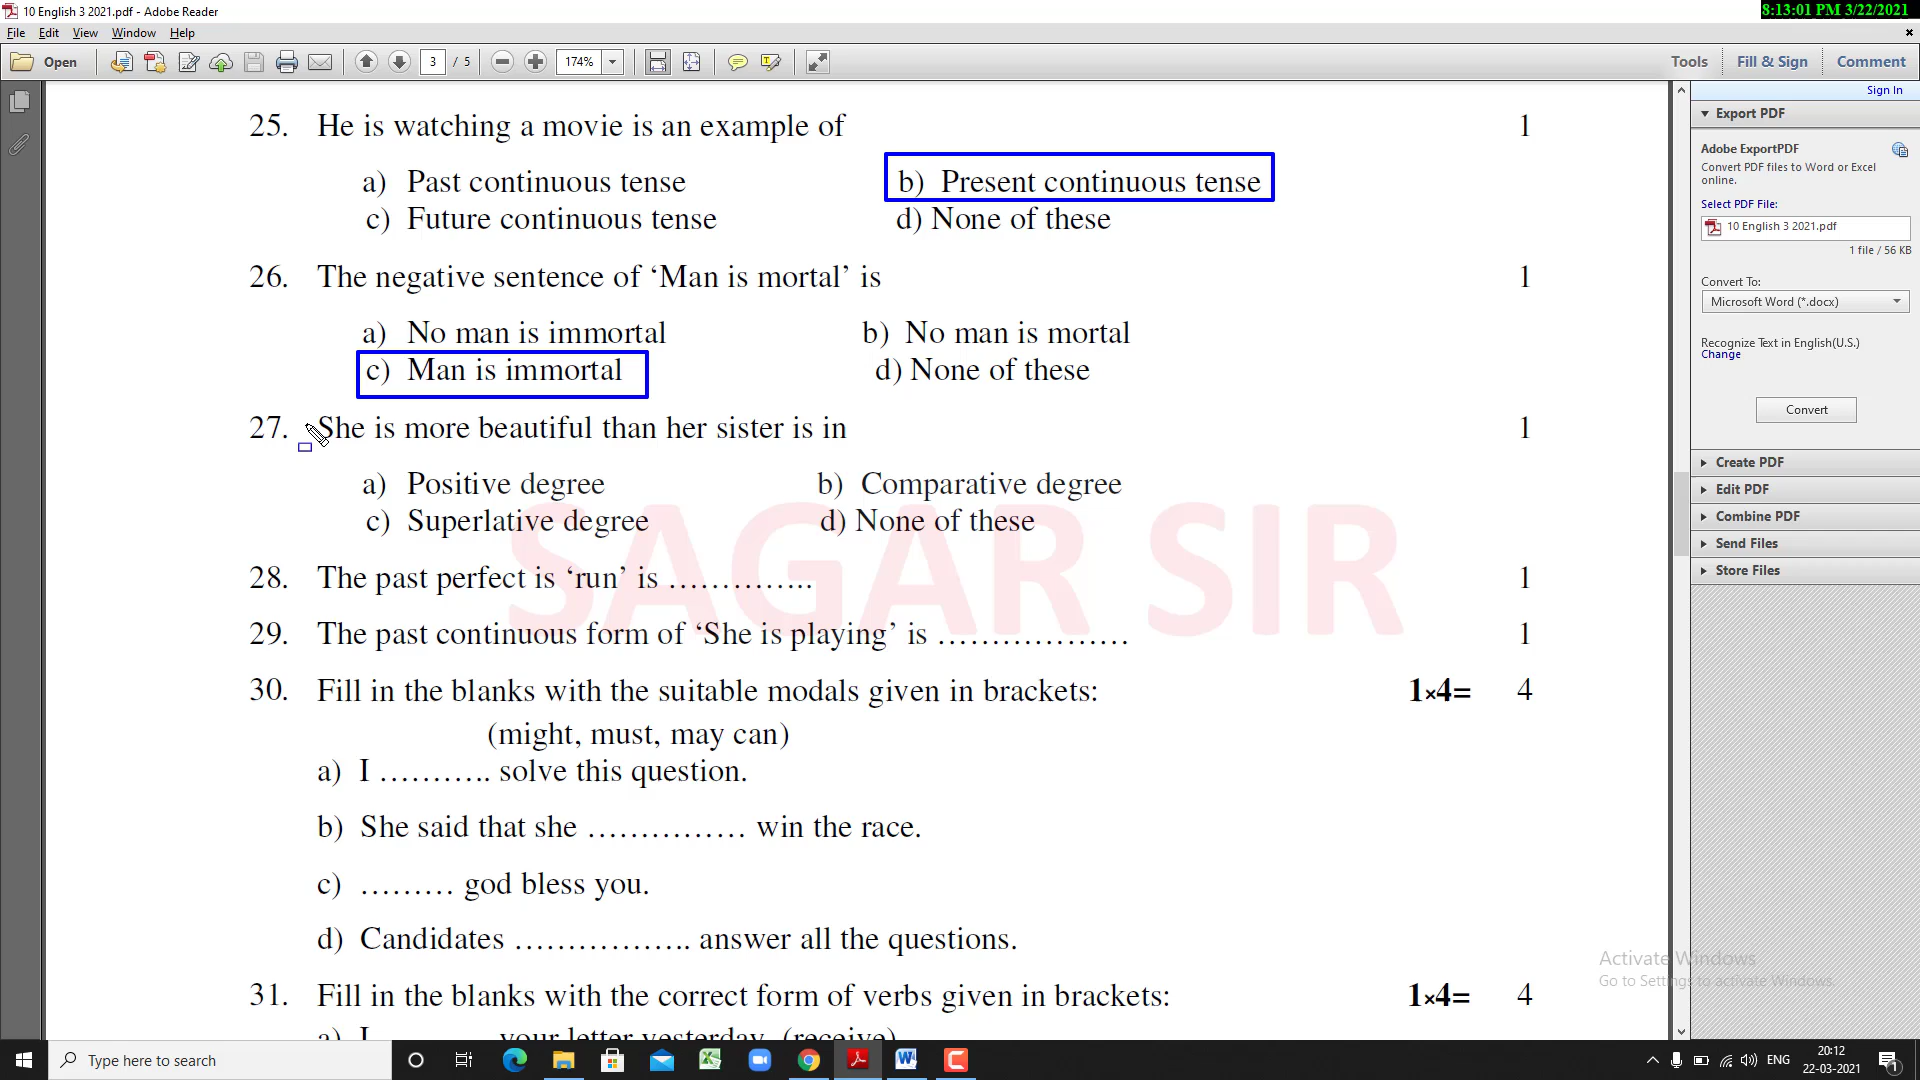 10 English 3 2021.pdf - Adobe Reader
8:13:01 PM 3/22/2021
File Edit View Window Help
Open 3 / 5 174% Tools Fill & Sign Comment
Sign In
25. He is watching a movie is an example of 1
a) Past continuous tense b) Present continuous tense
c) Future continuous tense d) None of these
26. The negative sentence of ‘Man is mortal’ is 1
a) No man is immortal b) No man is mortal
c) Man is immortal d) None of these
27. She is more beautiful than her sister is in 1
a) Positive degree b) Comparative degree
c) Superlative degree d) None of these
SAGAR SIR
28. The past perfect is ‘run’ is ………….. 1
29. The past continuous form of ‘She is playing’ is ……………… 1
30. Fill in the blanks with the suitable modals given in brackets: 1×4= 4
(might, must, may can)
a) I ……….. solve this question.
b) She said that she …………… win the race.
c) ……… god bless you.
d) Candidates …………….. answer all the questions.
31. Fill in the blanks with the correct form of verbs given in brackets: 1×4= 4
a) I your letter yesterday (receive)
Export PDF
Adobe ExportPDF
Convert PDF files to Word or Excel
online.
Select PDF File:
10 English 3 2021.pdf
1 file / 56 KB
Convert To:
Microsoft Word (*.docx)
Recognize Text in English(U.S.)
Change
Convert
Create PDF
Edit PDF
Combine PDF
Send Files
Store Files
Activate Windows
Go to Settings to activate Windows.
Type here to search
ENG
20:12
22-03-2021
1